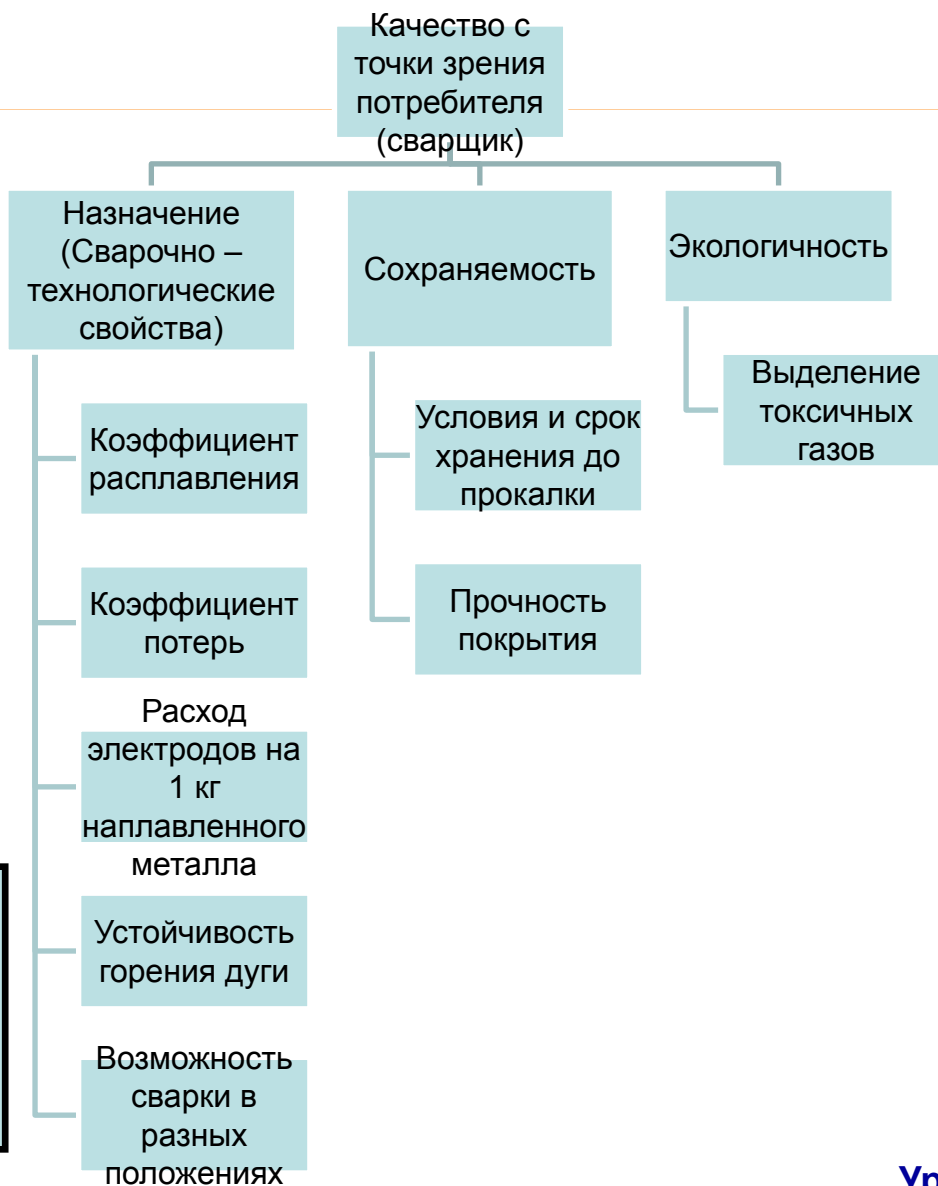 Качество с
точки зрения
потребителя
(сварщик)
Назначение
(Сварочно –
технологические
свойства)
Коэффициент
расплавления
Коэффициент
потерь
Расход
электродов на
1 кг
наплавленного
металла
Устойчивость
горения дуги
Возможность
сварки в
разных
положениях
Сохраняемость
Условия и срок
хранения до
прокалки
Прочность
покрытия
Экологичность
Выделение
токсичных
газов